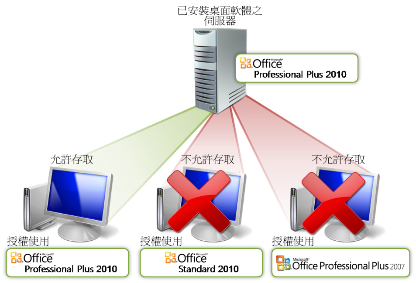 已安裝桌面軟體之
伺服器
Office
Professional Plus 2010
允許存取
不允許存取
不允許存取
授權使用
授權使用
授權使用
Office
Professional Plus 2010
Office
Standard 2010
Microsoft
Office Professional Plus 2007